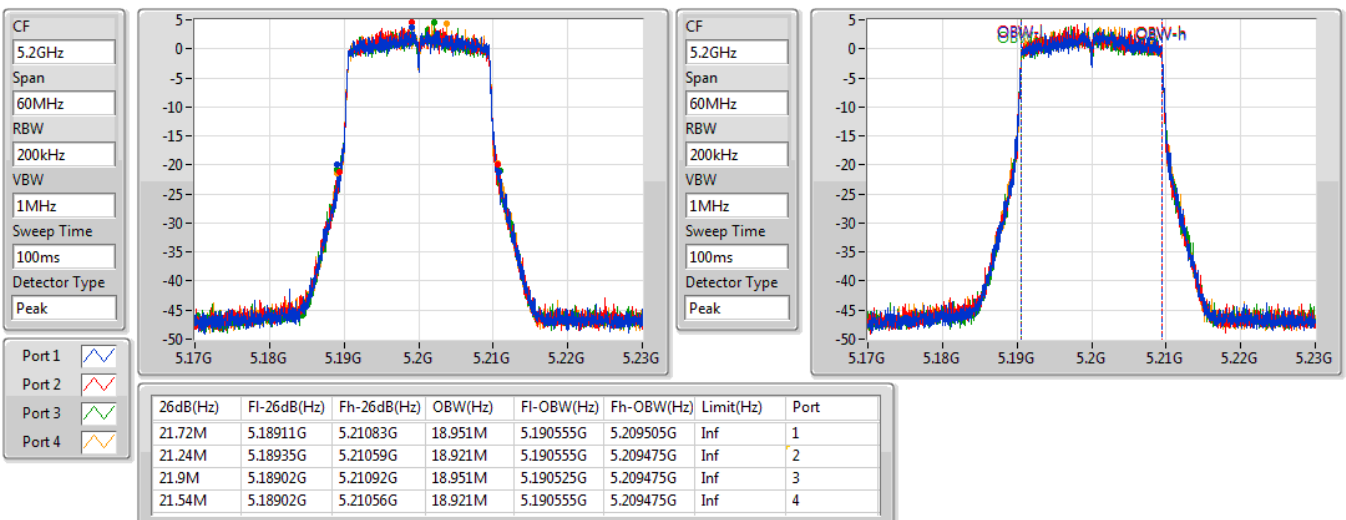 CF
5.2GHz
Span
60MHz
RBW
200kHz
VBW
1MHz
Sweep Time
100ms
Detector Type
Peak
5
0
-5
-10
-15
-20
-25
-30
-35
-40
-45
-50
5.17G 5.18G 5.19G 5.2G 5.21G 5.22G 5.23G
CF
5.2GHz
Span
60MHz
RBW
200kHz
VBW
1MHz
Sweep Time
100ms
Detector Type
Peak
OBW-h
5
0
-5
-10
-15
-20
-25
-30
-35
-40
-45
-50
5.17G 5.18G 5.19G 5.2G 5.21G 5.22G 5.23G
Port 1
Port 2
Port 3
Port 4
26dB(Hz) Fl-26dB(Hz) Fh-26dB(Hz) OBW(Hz) Fl-OBW(Hz) Fh-OBW(Hz) Limit(Hz) Port
21.72M 5.18911G 5.21083G 18.951M 5.190555G 5.209505G Inf 1
21.24M 5.18935G 5.21059G 18.921M 5.190555G 5.209475G Inf 2
21.9M 5.18902G 5.21092G 18.951M 5.190525G 5.209475G Inf 3
21.54M 5.18902G 5.21056G 18.921M 5.190555G 5.209475G Inf 4